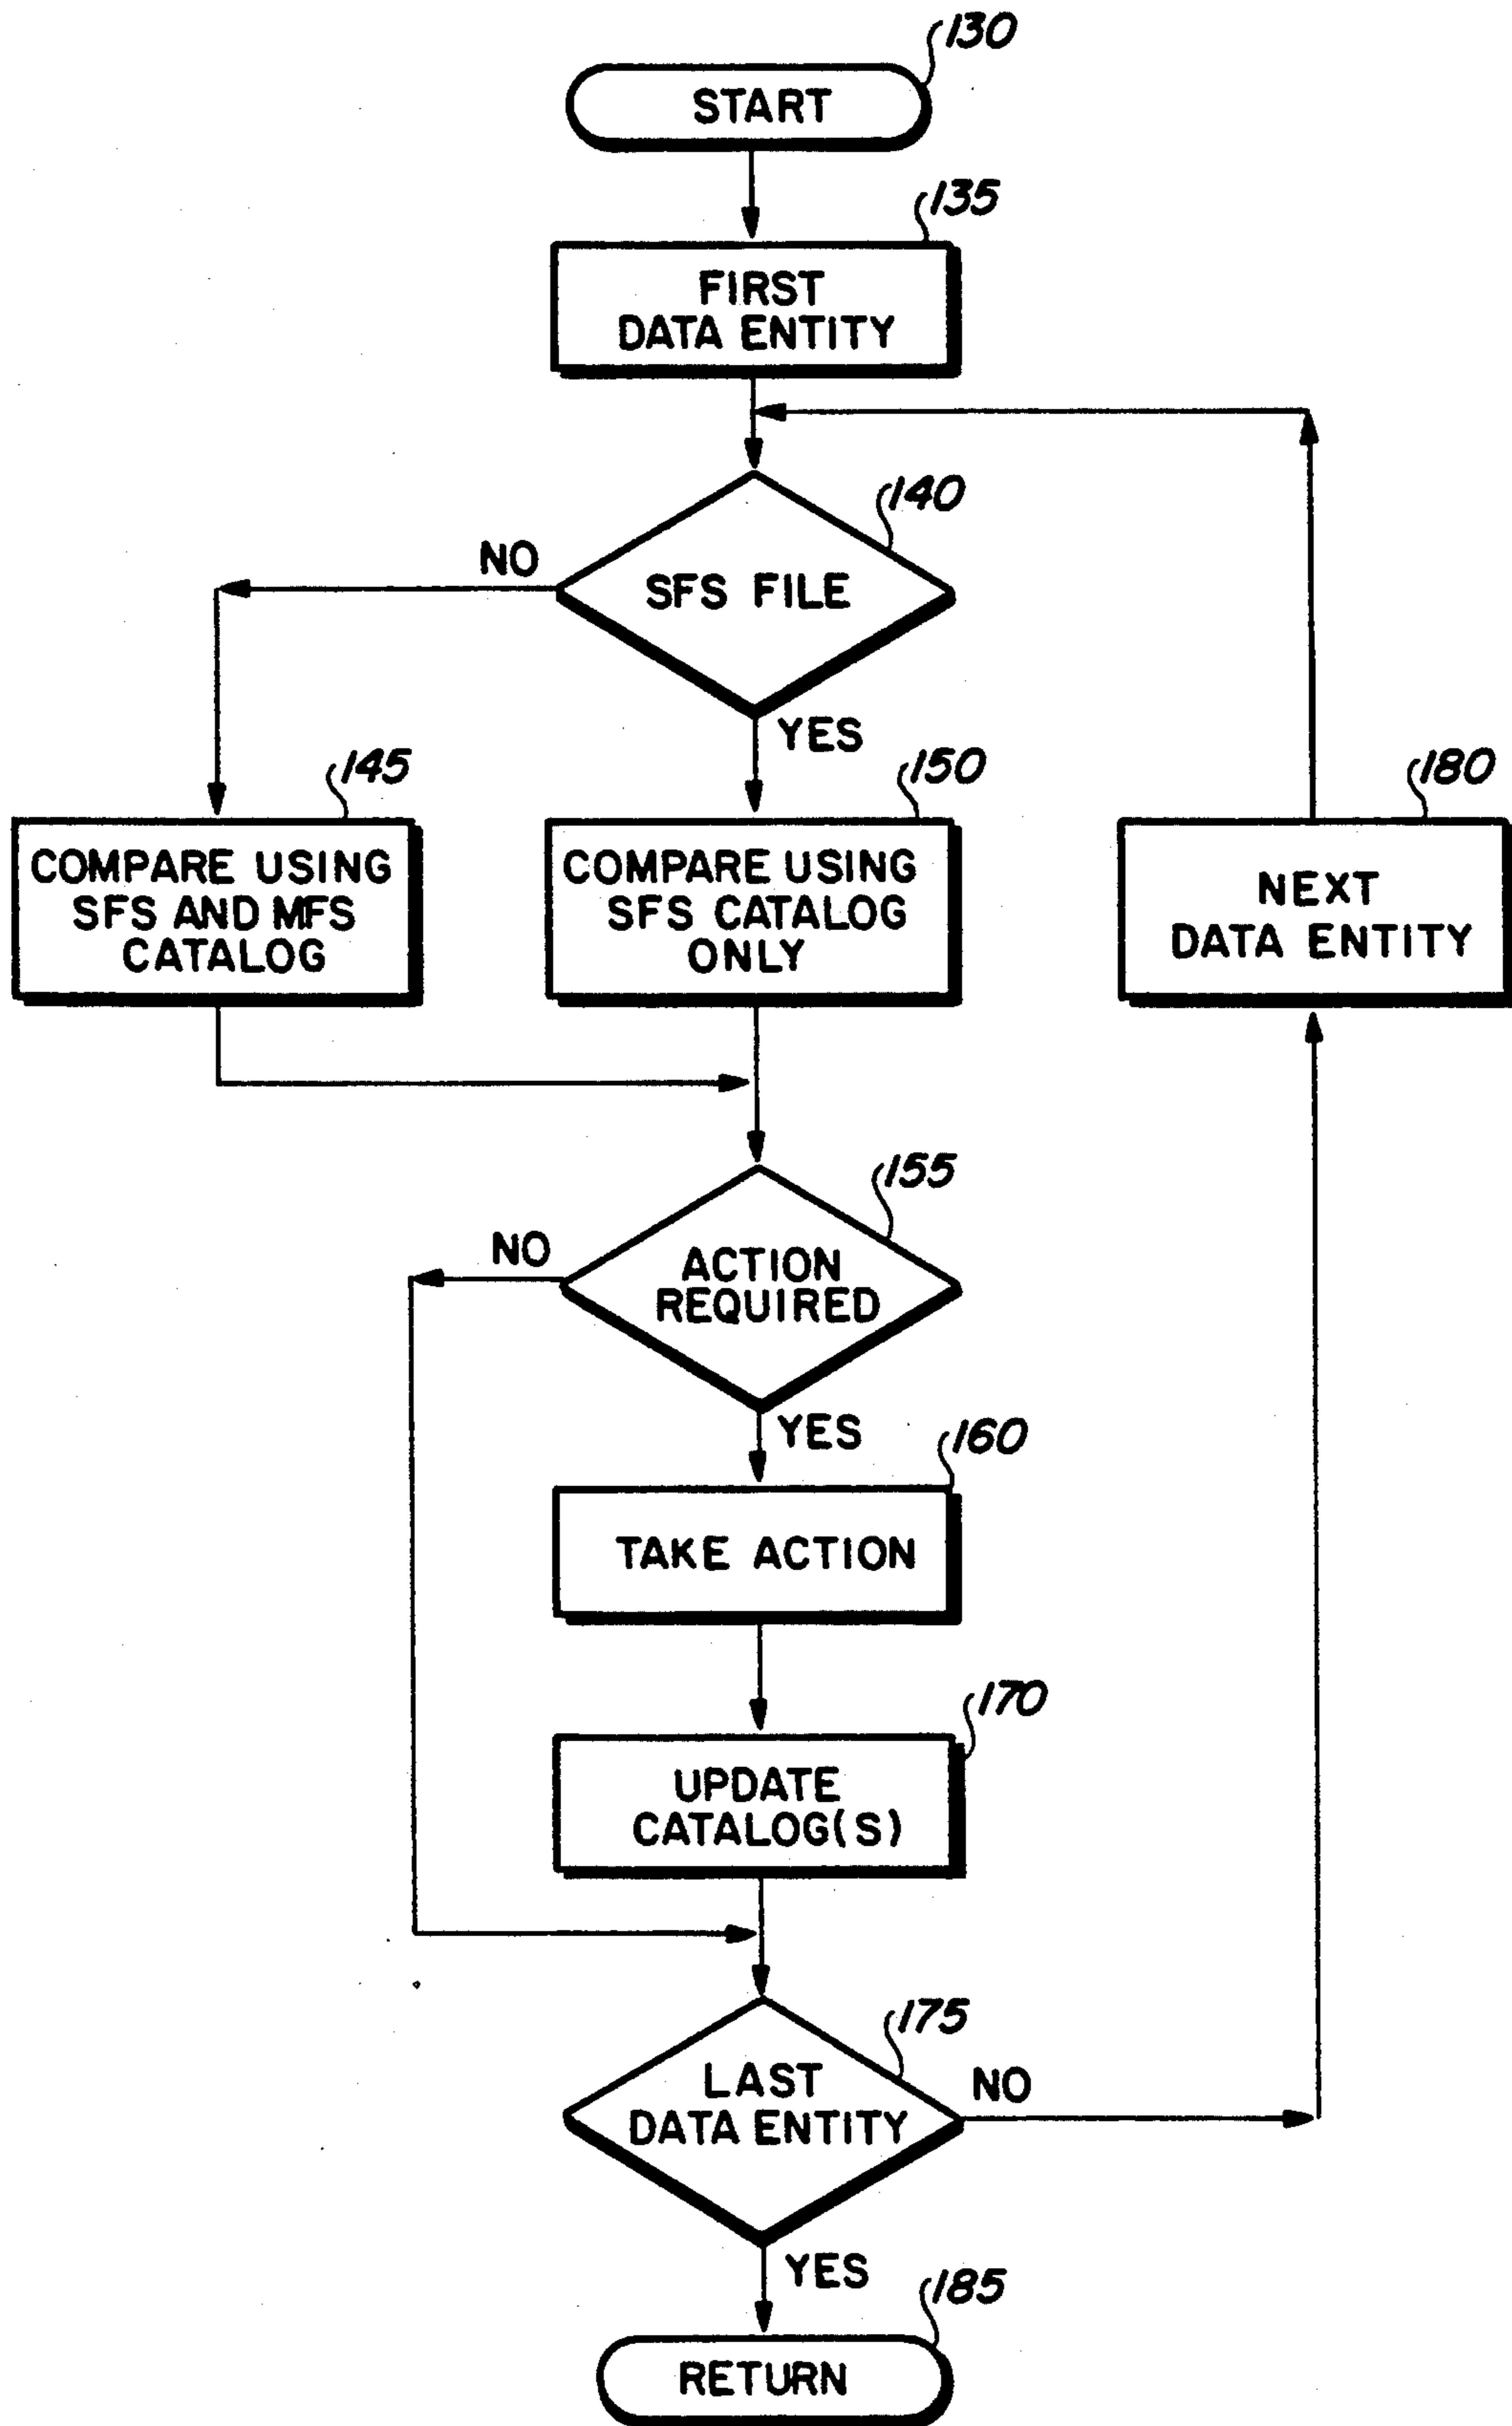 130
START
135
FIRST
DATA ENTITY
140
NO
SFS FILE
YES
145
COMPARE USING
SFS AND MFS
CATALOG
150
COMPARE USING
SFS CATALOG
ONLY
180
NEXT
DATA ENTITY
155
NO
ACTION
REQUIRED
YES
160
TAKE ACTION
170
UPDATE
CATALOG(S)
175
LAST
DATA ENTITY
NO
YES
185
RETURN